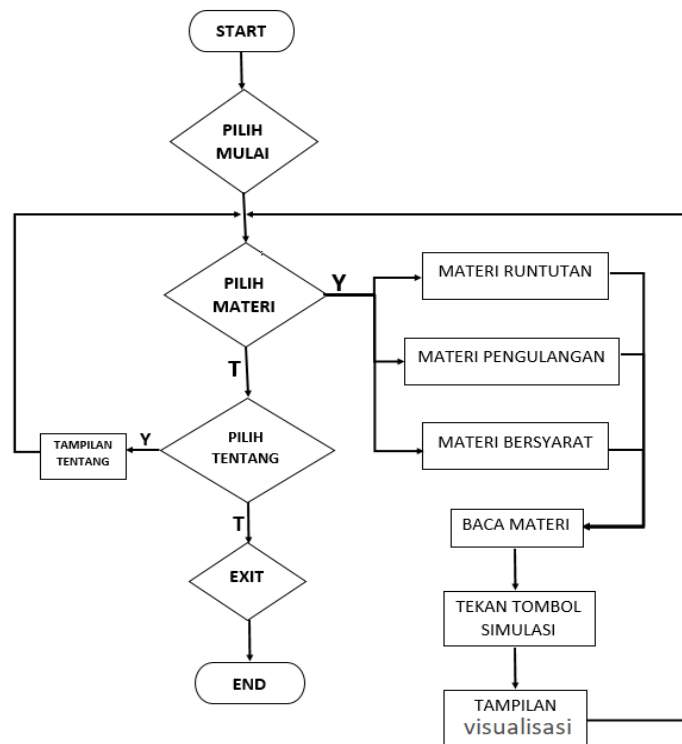 START
PILIH
MULAI
PILIH
MATERI
Y
MATERI RUNTUTAN
MATERI PENGULANGAN
MATERI BERSYARAT
T
PILIH
TENTANG
Y
TAMPILAN
TENTANG
T
EXIT
END
BACA MATERI
TEKAN TOMBOL
SIMULASI
TAMPILAN
visualisasi